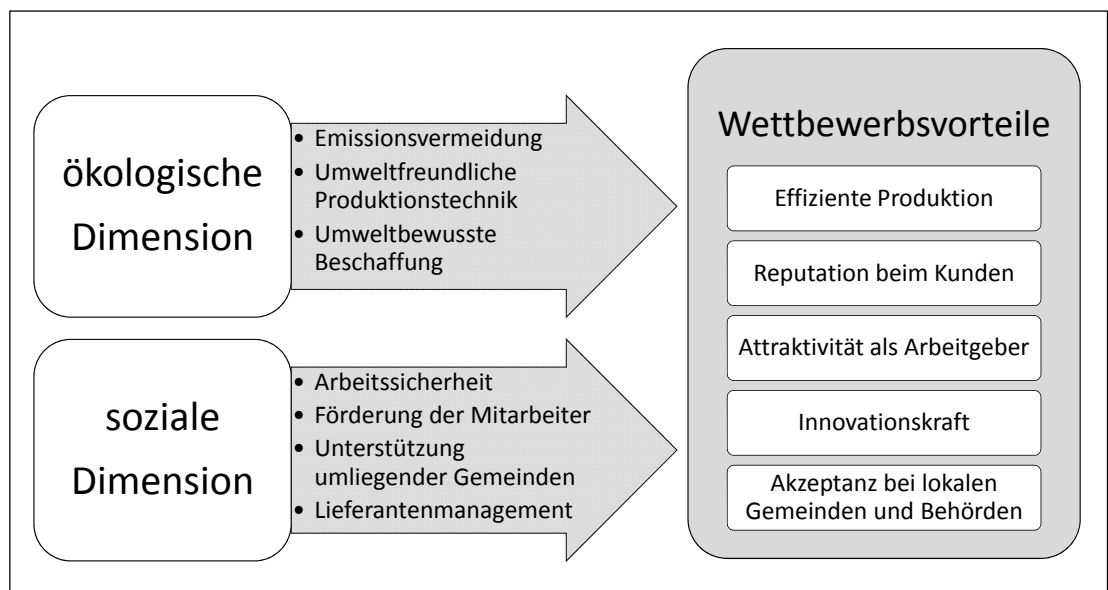 ökologische
Dimension
• Emissionsvermeidung
• Umweltfreundliche
Produktionstechnik
• Umweltbewusste
Beschaffung
soziale
Dimension
• Arbeitssicherheit
• Förderung der Mitarbeiter
• Unterstützung
umliegender Gemeinden
• Lieferantenmanagement
Wettbewerbsvorteile
Effiziente Produktion
Reputation beim Kunden
Attraktivität als Arbeitgeber
Innovationskraft
Akzeptanz bei lokalen
Gemeinden und Behörden